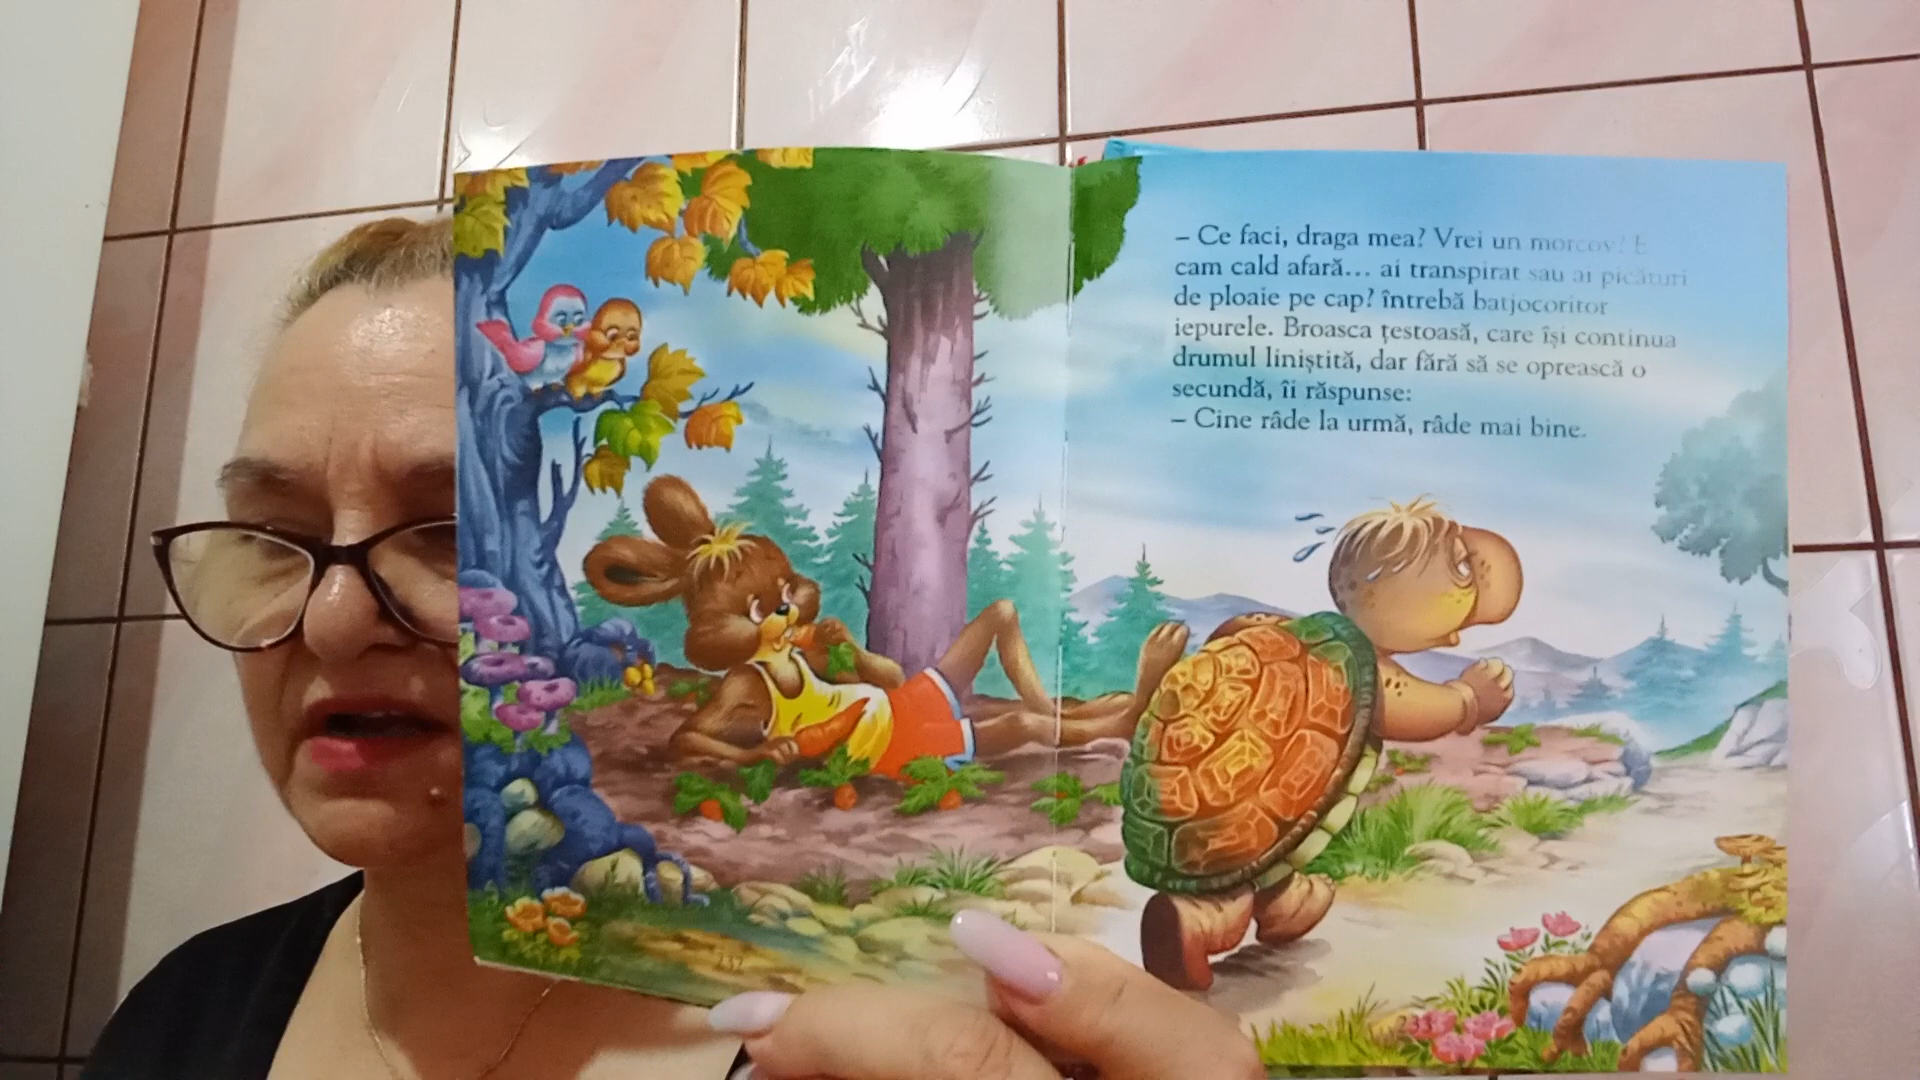 – Ce faci, draga mea? Vrei un morcov? E
cam cald afară... ai transpirat sau ai picături
de ploaie pe cap? întrebă batjocoritor
iepurele. Broasca țestoasă, care își continua
drumul liniștită, dar fără să se oprească o
secundă, îi răspunse:
– Cine râde la urmă, râde mai bine.
232
233